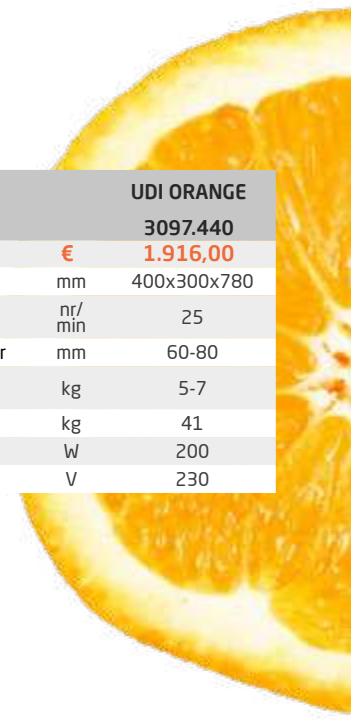 UDI ORANGE
3097.440
€ 1.916,00
mm 400x300x780
nr/
min 25
r mm 60-80
kg 5-7
kg 41
W 200
V 230